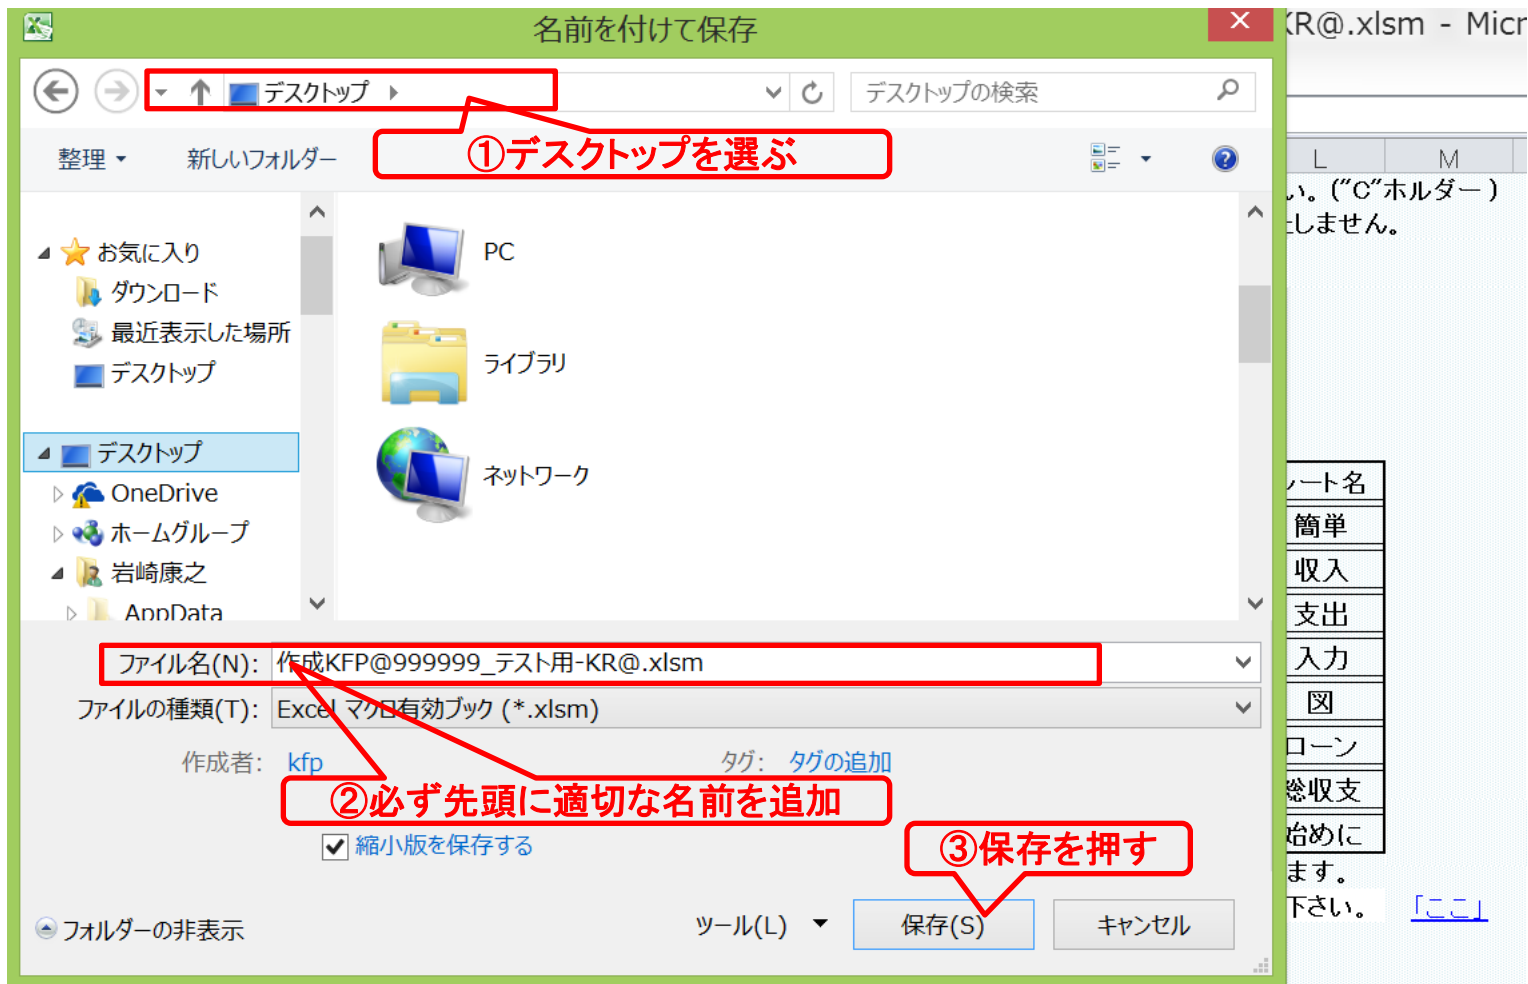 名前を付けて保存
KR@.xlsm - Micr
デスクトップ
デスクトップの検索
①デスクトップを選ぶ
整理
新しいフォルダー
L
M
い。("C"ホルダー)
しません。
お気に入り
ダウンロード
最近表示した場所
デスクトップ
デスクトップ
OneDrive
ホームグループ
岩崎康之
AppData
PC
ライブラリ
ネットワーク
ート名
簡単
収入
支出
入力
図
ローン
総収支
始めに
ます。
下さい。 「ここ」
ファイル名(N): 作成KFP@999999_テスト用-KR@.xlsm
ファイルの種類(T): Excel マクロ有効ブック (*.xlsm)
作成者: kfp
タグ: タグの追加
②必ず先頭に適切な名前を追加
縮小版を保存する
③保存を押す
フォルダーの非表示
ツール(L)
保存(S)
キャンセル